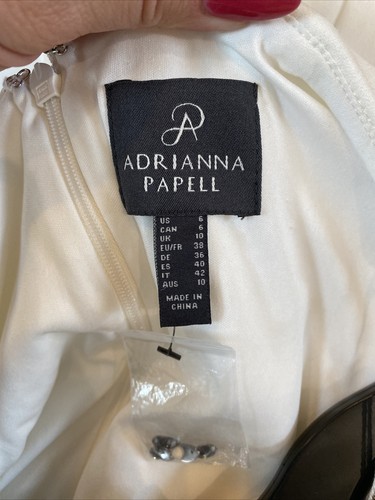 ADRIANNA
PAPELL
US 6
CAN 6
UK 10
EU/FR 38
DE 36
ES 40
IT 42
AUS 10
MADE IN
CHINA